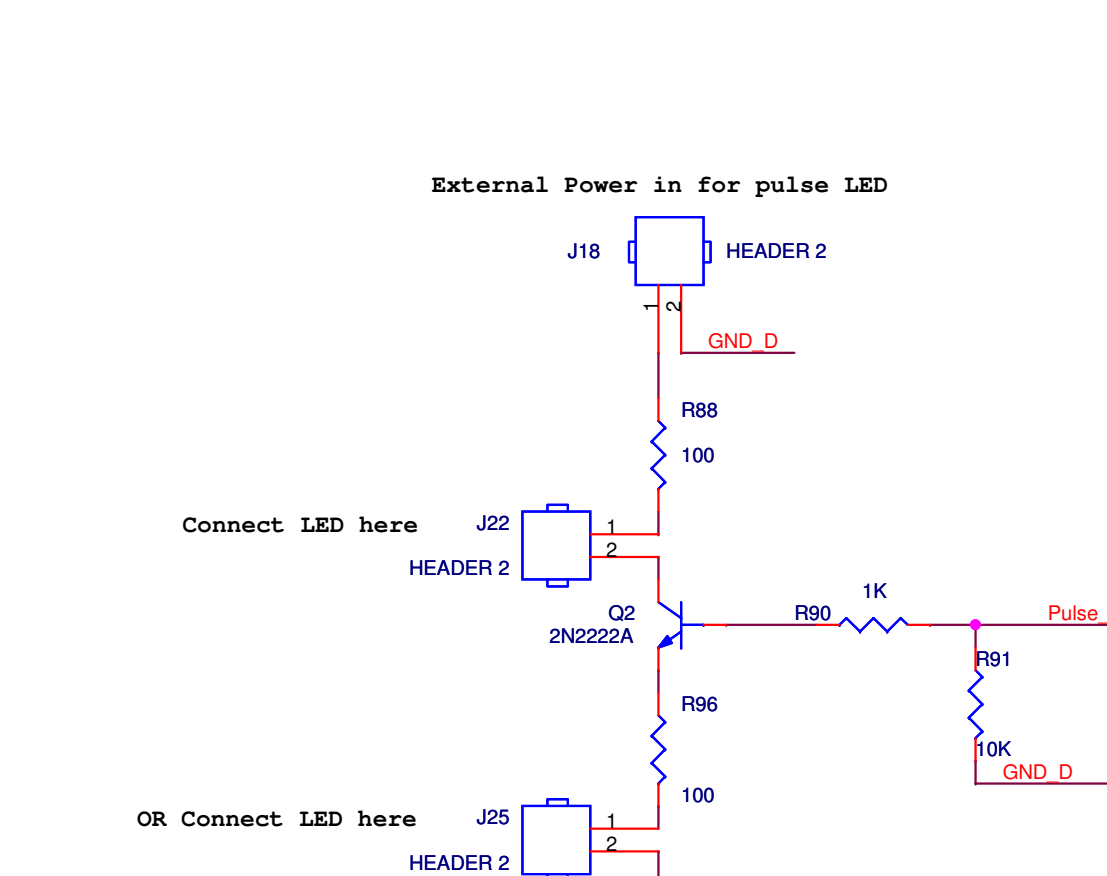 External Power in for pulse LED
J18
HEADER 2
1
2
GND_D
R88
100
Connect LED here
J22
1
2
HEADER 2
1K
Q2
R90
Pulse_
2N2222A
R91
R96
10K
GND_D
100
OR Connect LED here
J25
1
2
HEADER 2